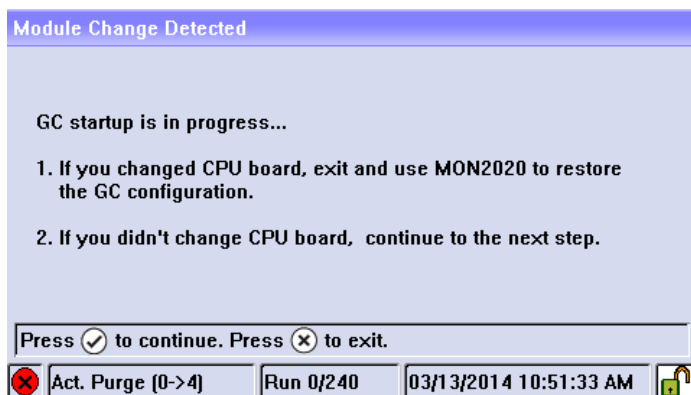 Module Change Detected
GC startup is in progress...
1. If you changed CPU board, exit and use MON2020 to restore
the GC configuration.
2. If you didn't change CPU board, continue to the next step.
Press to continue. Press to exit.
Act. Purge (0->4) Run 0/240 03/13/2014 10:51:33 AM